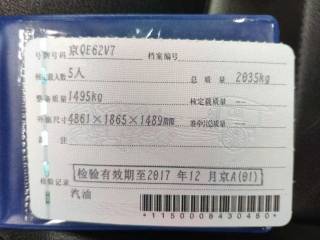 号牌号码 京QE62V7 档案编号
核定载人数 5人 总质量 2035kg
整备质量 1495kg 核定载质量 --
外廓尺寸 4861×1865×1489mm 准牵引总质量 --
备注
检验有效期至2017年12月京A(01)
检验记录
汽油
*1150008430480*